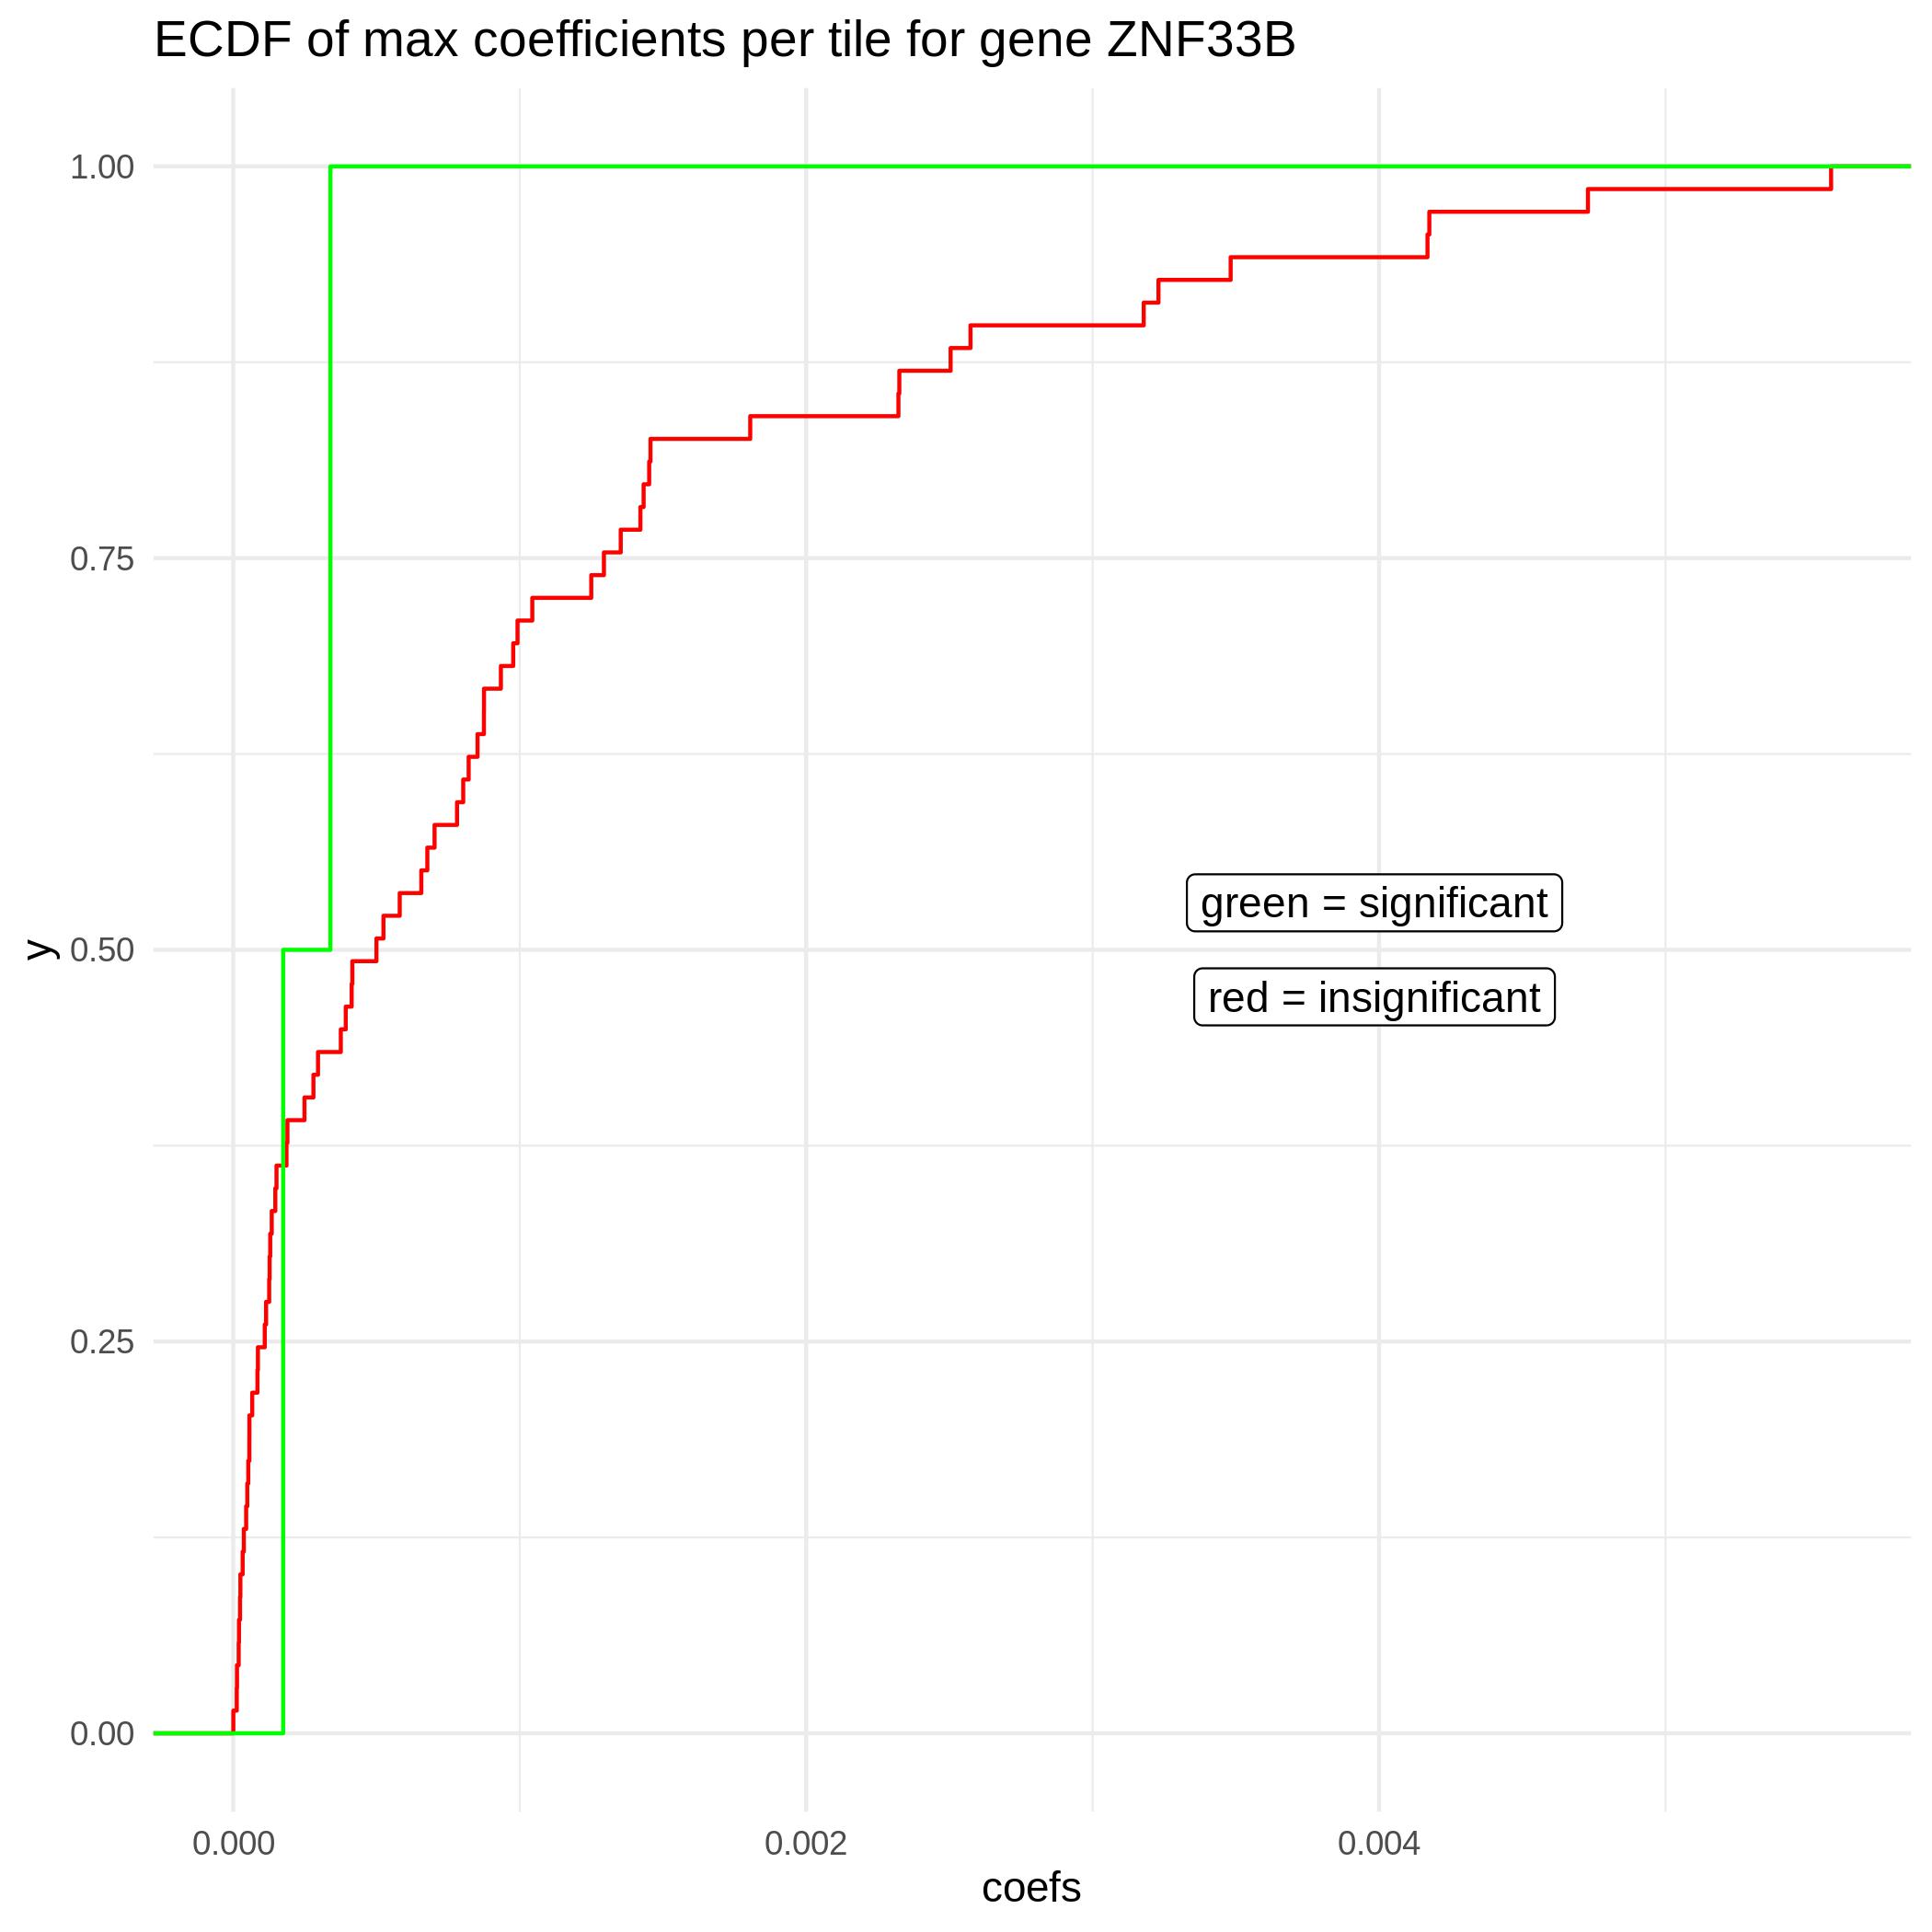 ECDF of max coefficients per tile for gene ZNF33B
1.00
0.75
y
0.50
0.25
0.00
green = significant
red = insignificant
0.000
0.002
0.004
coefs